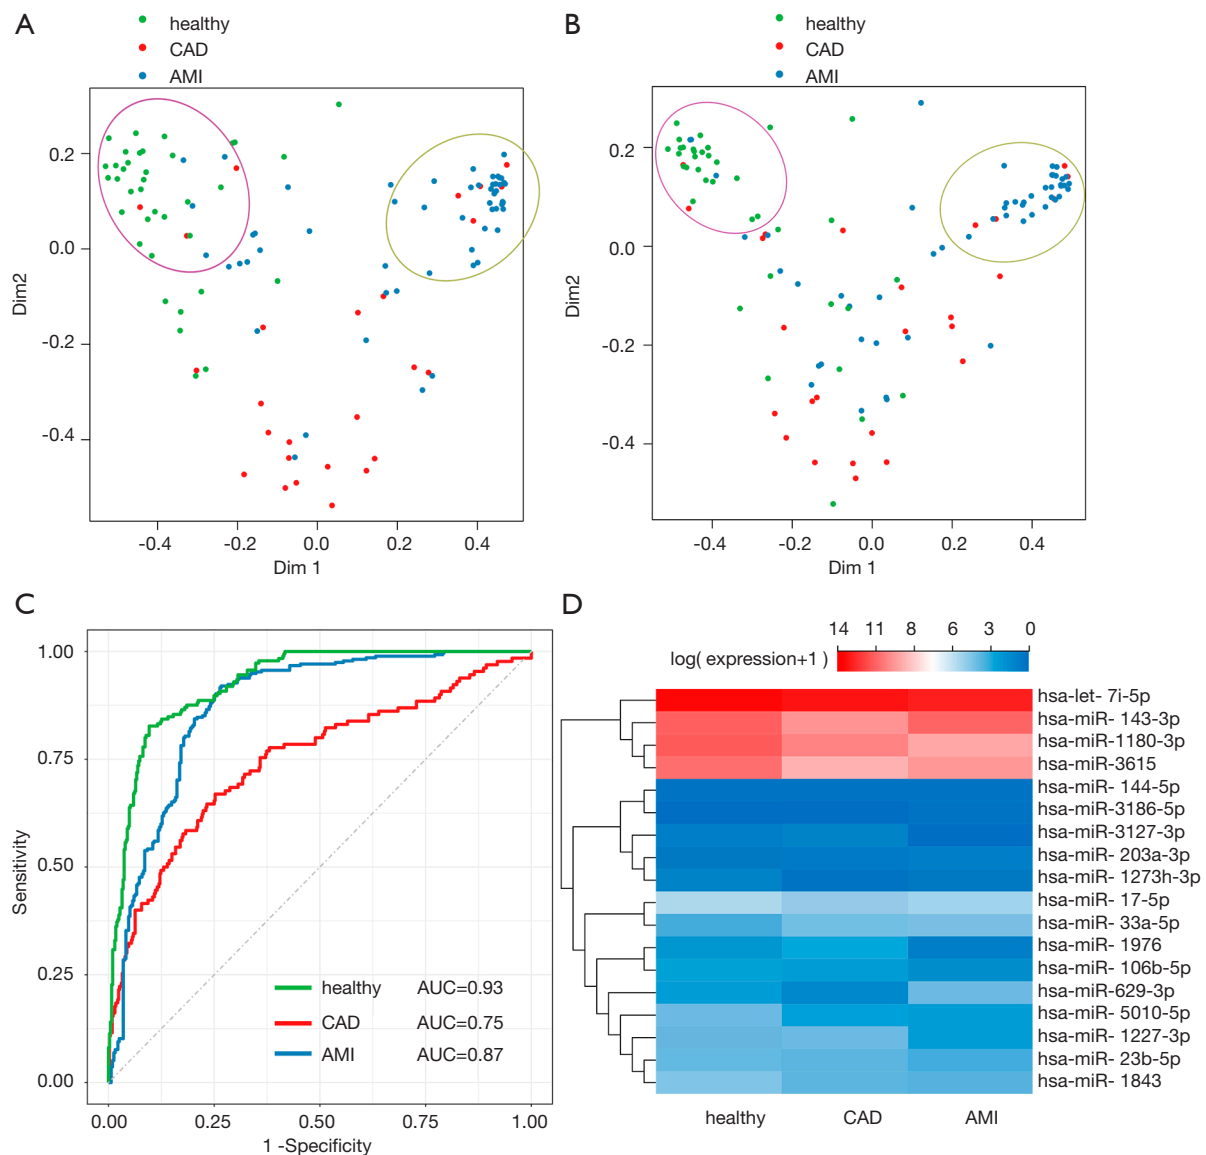 A
healthy
CAD
AMI
0.2
0.0
-0.2
-0.4
Dim2
-0.4
-0.2
0.0
0.2
0.4
Dim 1
B
healthy
CAD
AMI
0.2
0.0
-0.2
-0.4
Dim2
-0.4
-0.2
0.0
0.2
0.4
Dim 1
C
1.00
0.75
0.50
0.25
0.00
Sensitivity
healthy AUC=0.93
CAD AUC=0.75
AMI AUC=0.87
0.00
0.25
0.50
0.75
1.00
1 -Specificity
D
14 11 8 6 3 0
log( expression+1 )
hsa-let- 7i-5p
hsa-miR- 143-3p
hsa-miR-1180-3p
hsa-miR-3615
hsa-miR- 144-5p
hsa-miR-3186-5p
hsa-miR-3127-3p
hsa-miR- 203a-3p
hsa-miR- 1273h-3p
hsa-miR- 17-5p
hsa-miR- 33a-5p
hsa-miR- 1976
hsa-miR- 106b-5p
hsa-miR-629-3p
hsa-miR- 5010-5p
hsa-miR- 1227-3p
hsa-miR- 23b-5p
hsa-miR- 1843
healthy
CAD
AMI